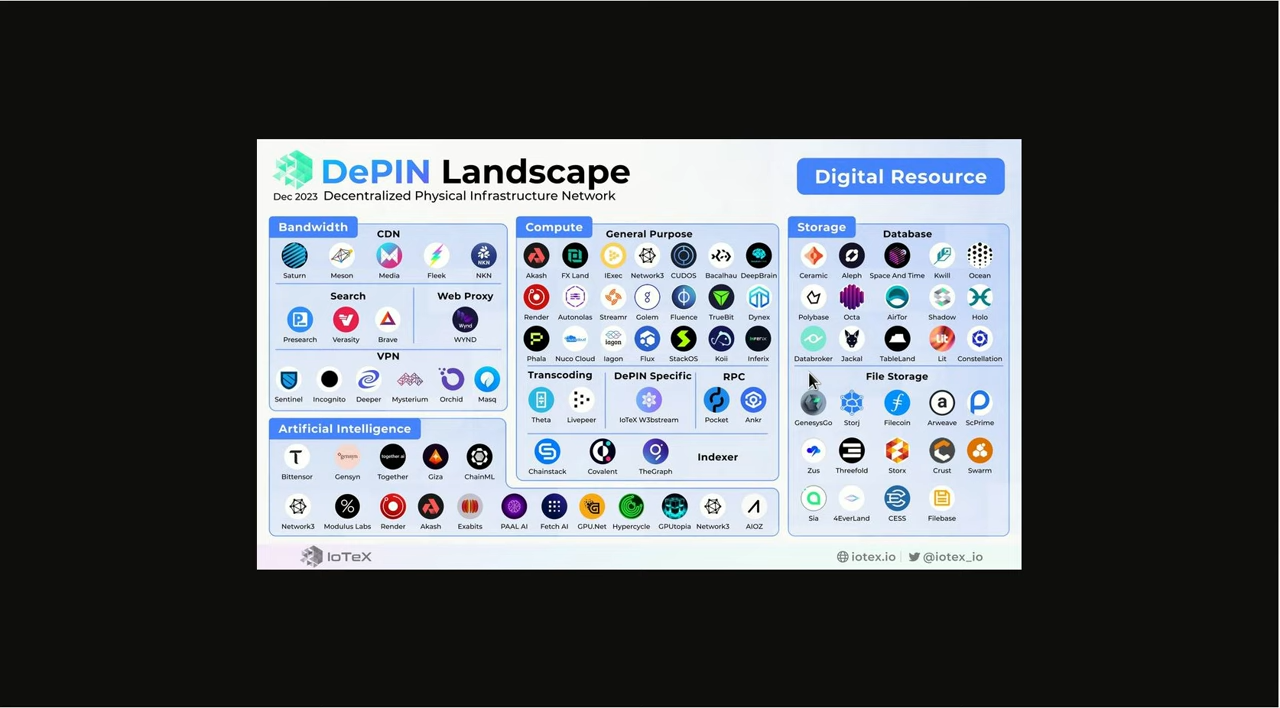 DePIN Landscape
Dec 2023 Decentralized Physical Infrastructure Network
Digital Resource
Bandwidth
CDN
Saturn Meson Media Fleek NKN
Search Web Proxy
Presearch Verasity Brave WYND
VPN
Sentinel Incognito Deeper Mysterium Orchid Masq
Compute
General Purpose
Akash FX Land IExec Network3 CUDOS Bacalhau DeepBrain
Render Autonolas Streamr Golem Fluence TrueBit Dynex
Phala Nuco Cloud Iagon Flux StackOS Koii Inferix
Transcoding DePIN Specific RPC
Theta Livepeer IoTeX W3bstream Pocket Ankr
Chainstack Covalent TheGraph Indexer
Storage
Database
Ceramic Aleph Space And Time Kwill Ocean
Polybase Octa AirTor Shadow Holo
Databroker Jackal TableLand Lit Constellation
File Storage
GenesysGo Storj Filecoin Arweave ScPrime
Zus Threefold Storx Crust Swarm
Sia 4EverLand CESS Filebase
Artificial Intelligence
Bittensor Gensyn Together Giza ChainML
Network3 Modulus Labs Render Akash Exabits PAAL AI Fetch AI GPU.Net Hypercycle GPUtopia Network3 AIOZ
IoTeX
iotex.io | @iotex_io